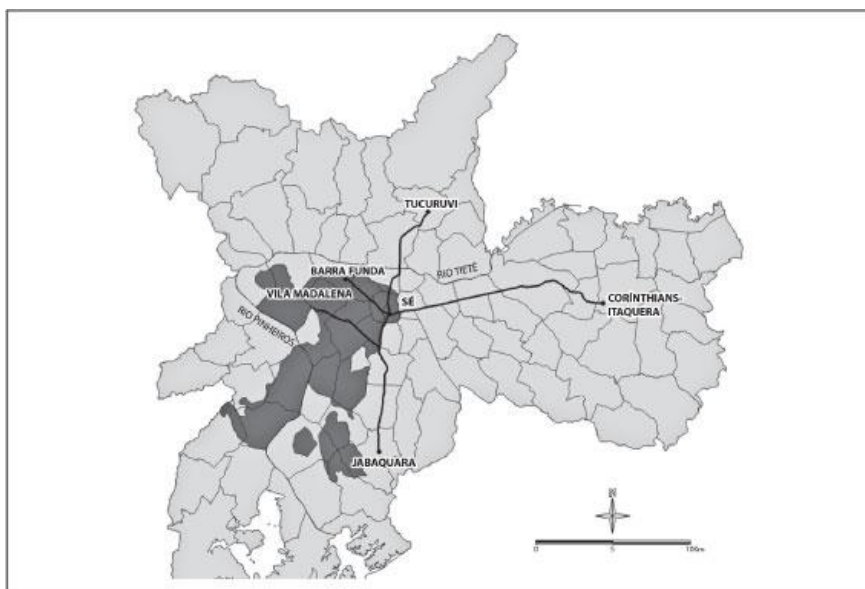 TUCURUVI
BARRA FUNDA
RIO TIETÊ
VILA MADALENA
SÉ
CORÍNTHIANS-
ITAQUERA
RIO PINHEIROS
JABAQUARA
N
0 5 10Km